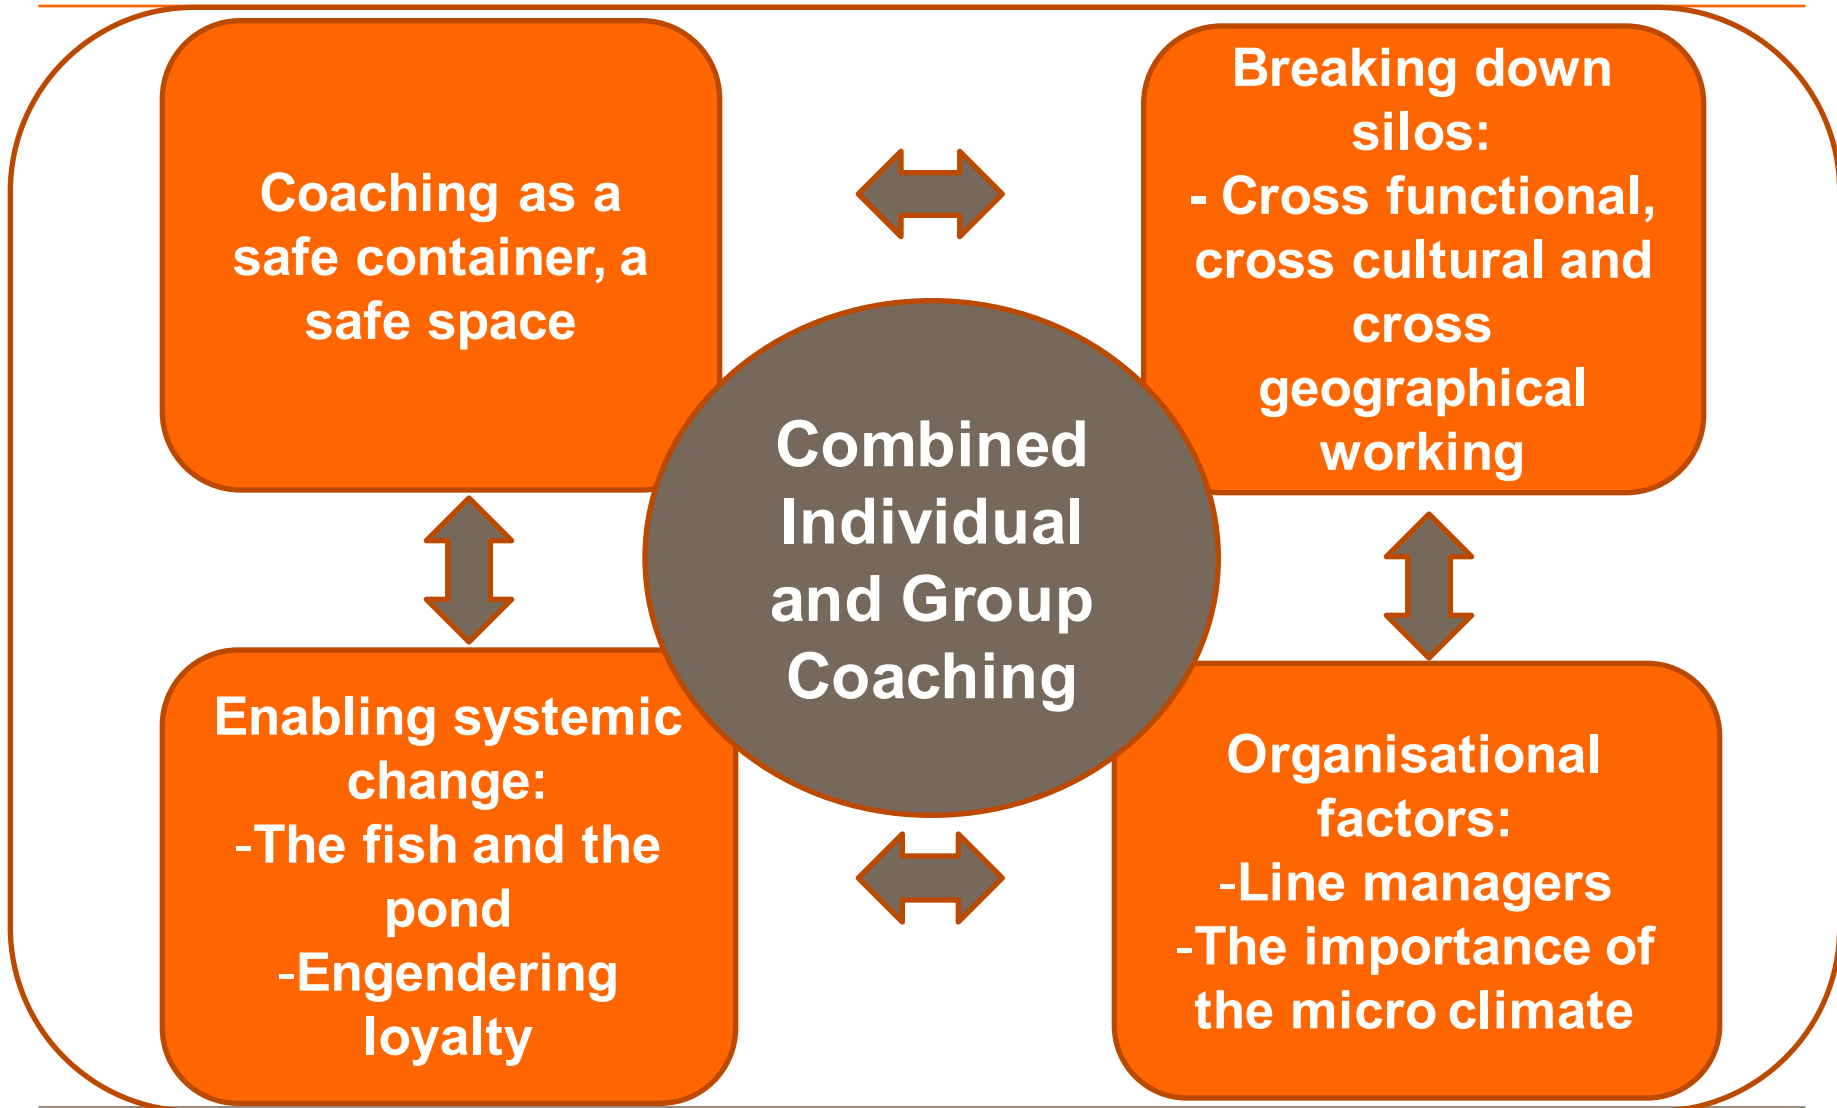 Coaching as a
safe container, a
safe space
Breaking down
silos:
- Cross functional,
cross cultural and
cross
geographical
working
Combined
Individual
and Group
Coaching
Enabling systemic
change:
-The fish and the
pond
-Engendering
loyalty
Organisational
factors:
-Line managers
-The importance of
the micro climate